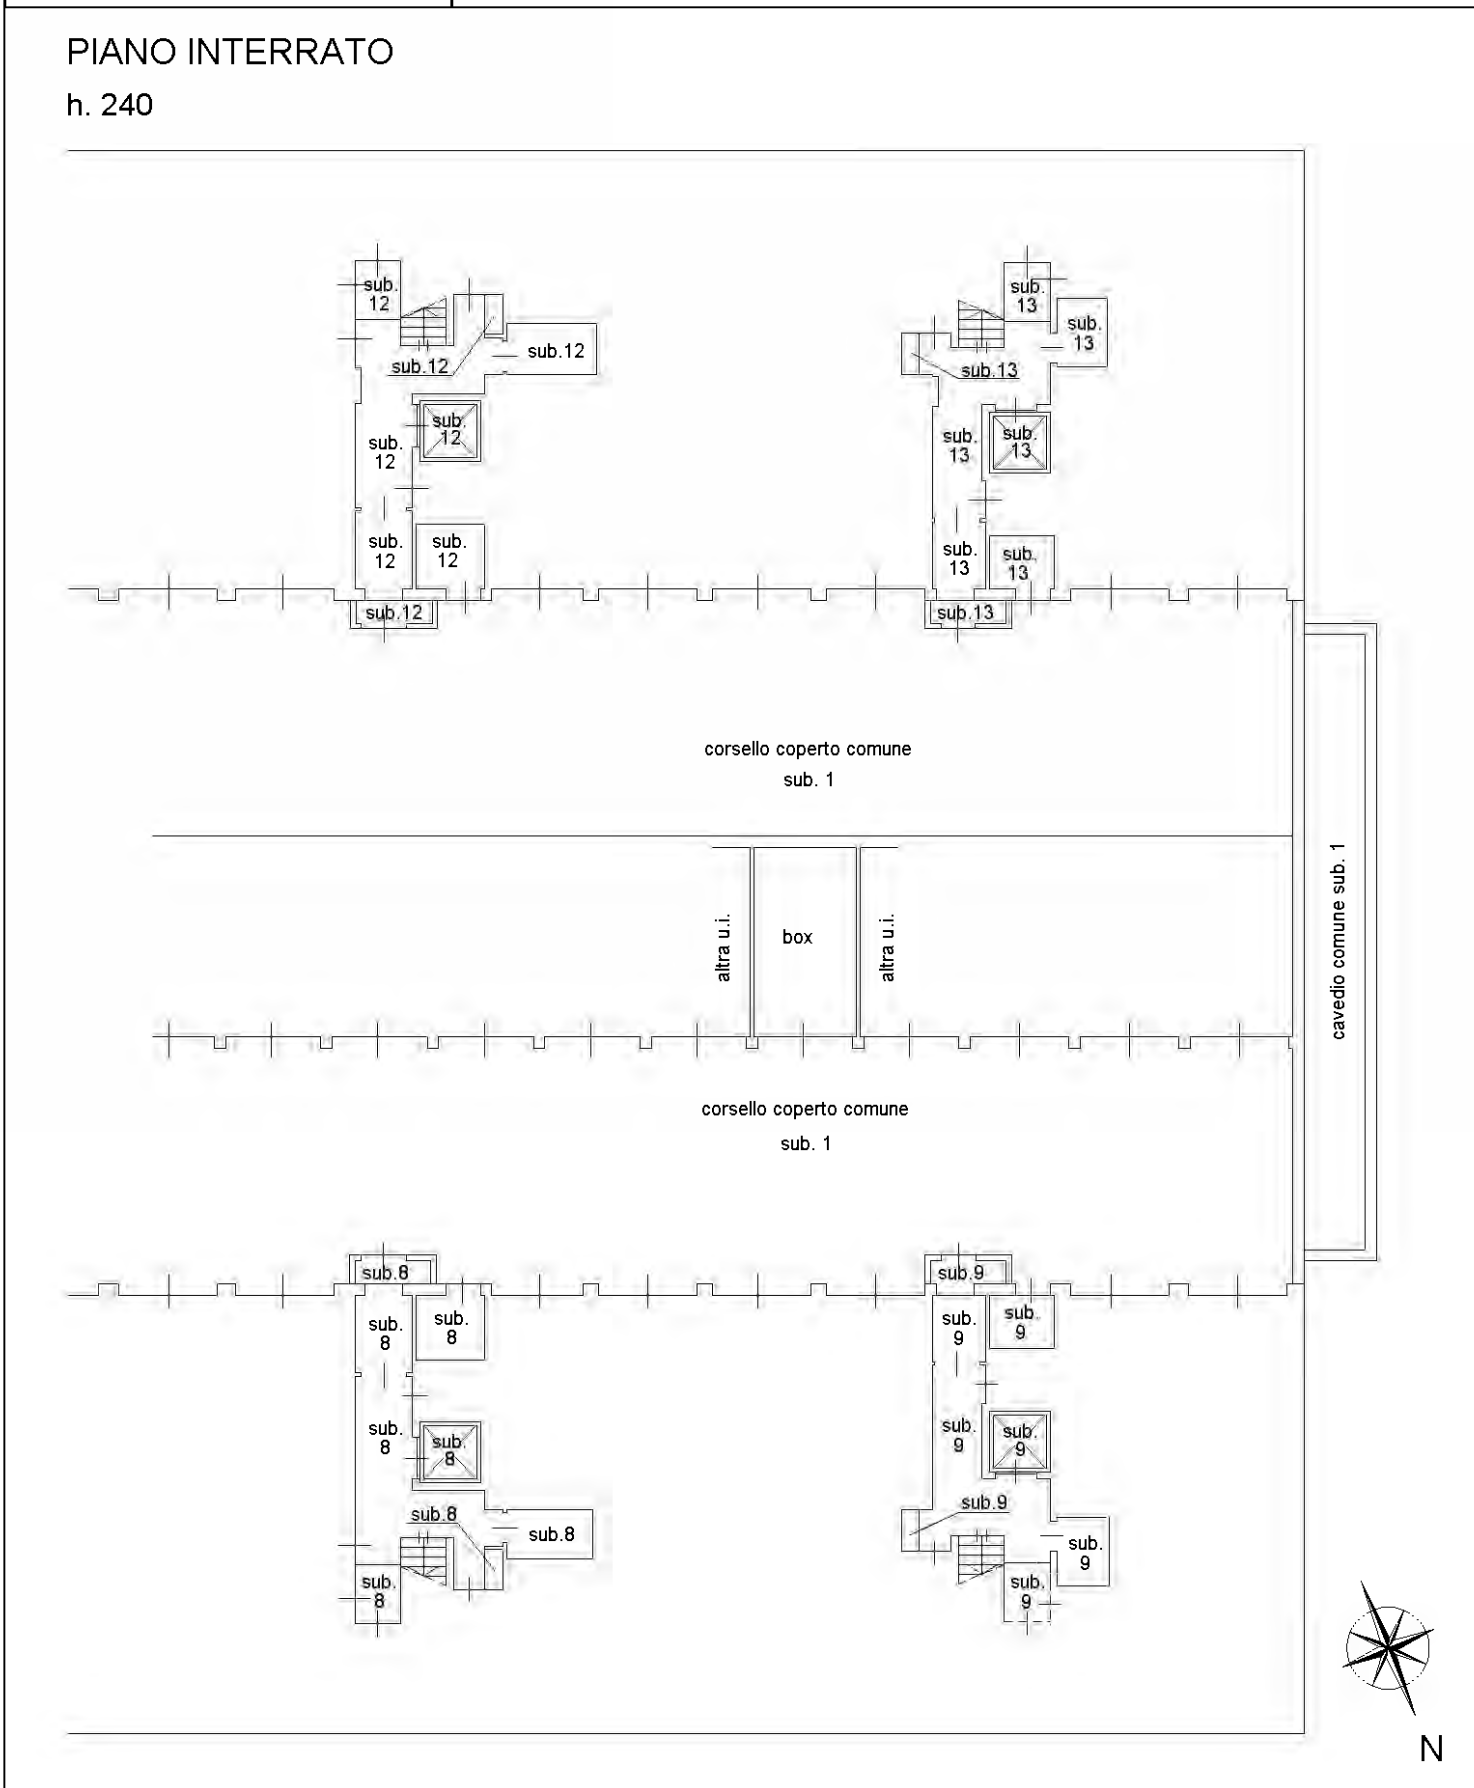 PIANO INTERRATO
h. 240
sub.
12
sub.12
sub.12
sub.
12
sub.
12
sub.
12
sub.
12
sub.12
sub.
13
sub.
13
sub.13
sub.
13
sub.
13
sub.
13
sub.
13
sub.13
corsello coperto comune
sub. 1
altra u.i.
box
altra u.i.
cavedio comune sub. 1
corsello coperto comune
sub. 1
sub.8
sub.
8
sub.
8
sub.
8
sub.
8
sub.8
sub.8
sub.
8
sub.9
sub.
9
sub.
9
sub.
9
sub.
9
sub.9
sub.
9
sub.
9
N